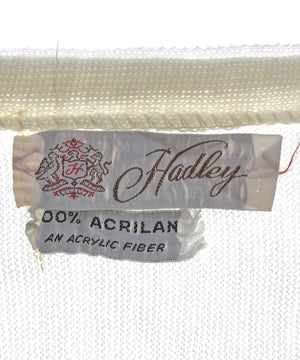 H
Hadley
00% ACRILAN
AN ACRYLIC FIBER